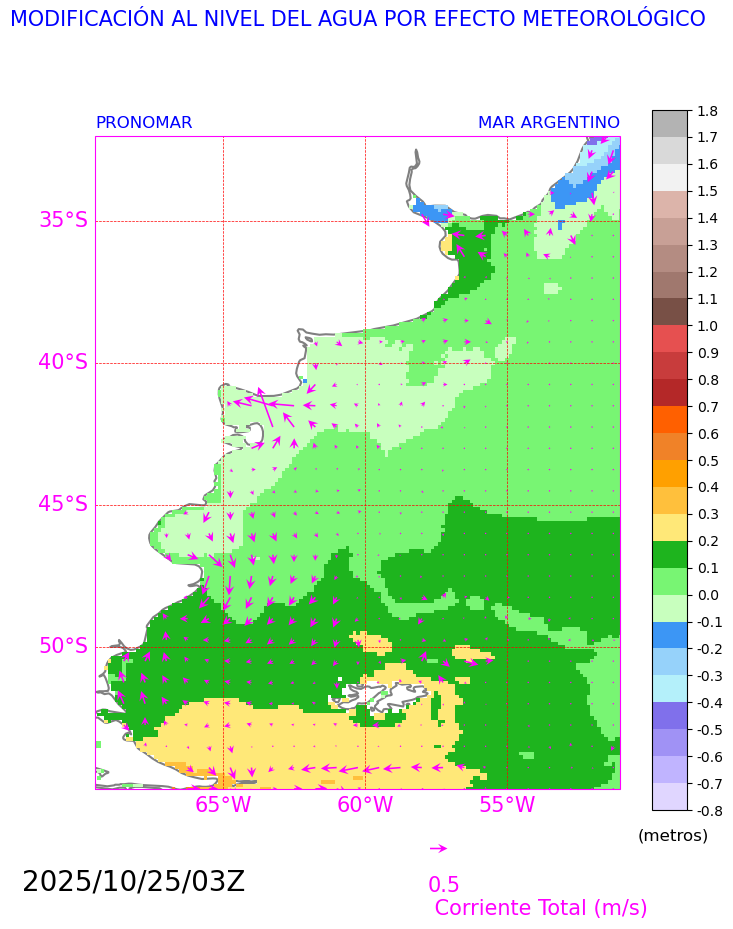 MODIFICACIÓN AL NIVEL DEL AGUA POR EFECTO METEOROLÓGICO
PRONOMAR
MAR ARGENTINO
35°S
40°S
45°S
50°S
65°W
60°W
55°W
1.8
1.7
1.6
1.5
1.4
1.3
1.2
1.1
1.0
0.9
0.8
0.7
0.6
0.5
0.4
0.3
0.2
0.1
0.0
-0.1
-0.2
-0.3
-0.4
-0.5
-0.6
-0.7
-0.8
(metros)
0.5
Corriente Total (m/s)
2025/10/25/03Z